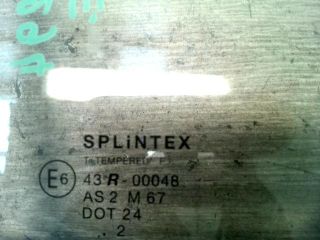 SPLiNTEX
TEMPERED
E6 43 R-00048
AS 2 M 67
DOT 24
. 2